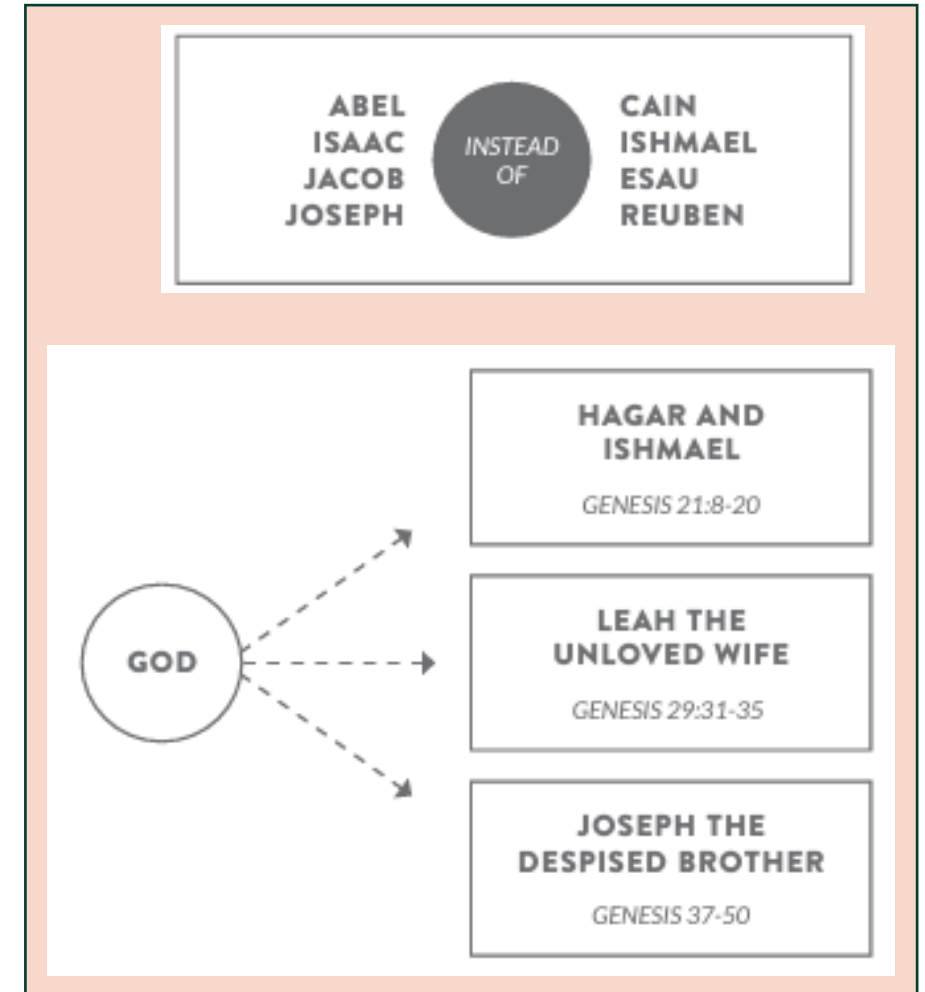 ABEL
ISAAC
JACOB
JOSEPH
INSTEAD
OF
CAIN
ISHMAEL
ESAU
REUBEN
GOD
HAGAR AND
ISHMAEL
GENESIS 21:8-20
LEAH THE
UNLOVED WIFE
GENESIS 29:31-35
JOSEPH THE
DESPISED BROTHER
GENESIS 37-50